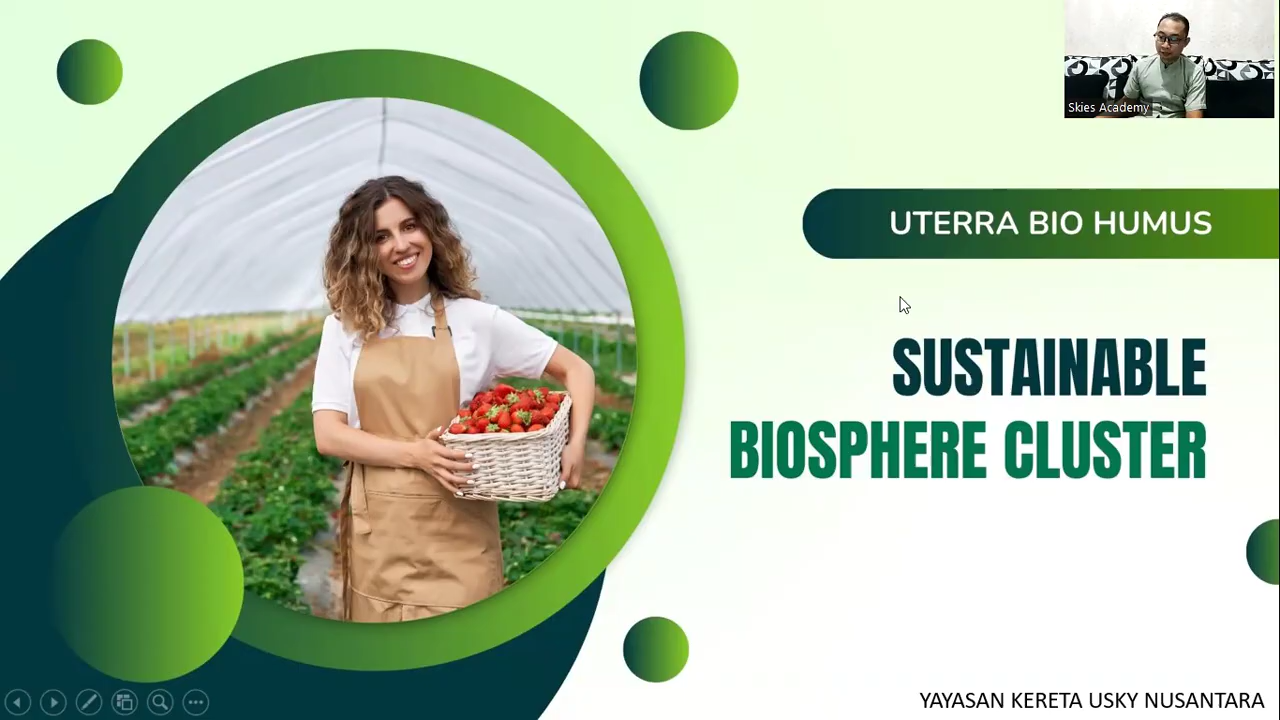 Skies Academy
UTERRA BIO HUMUS
SUSTAINABLE
BIOSPHERE CLUSTER
YAYASAN KERETA USKY NUSANTARA